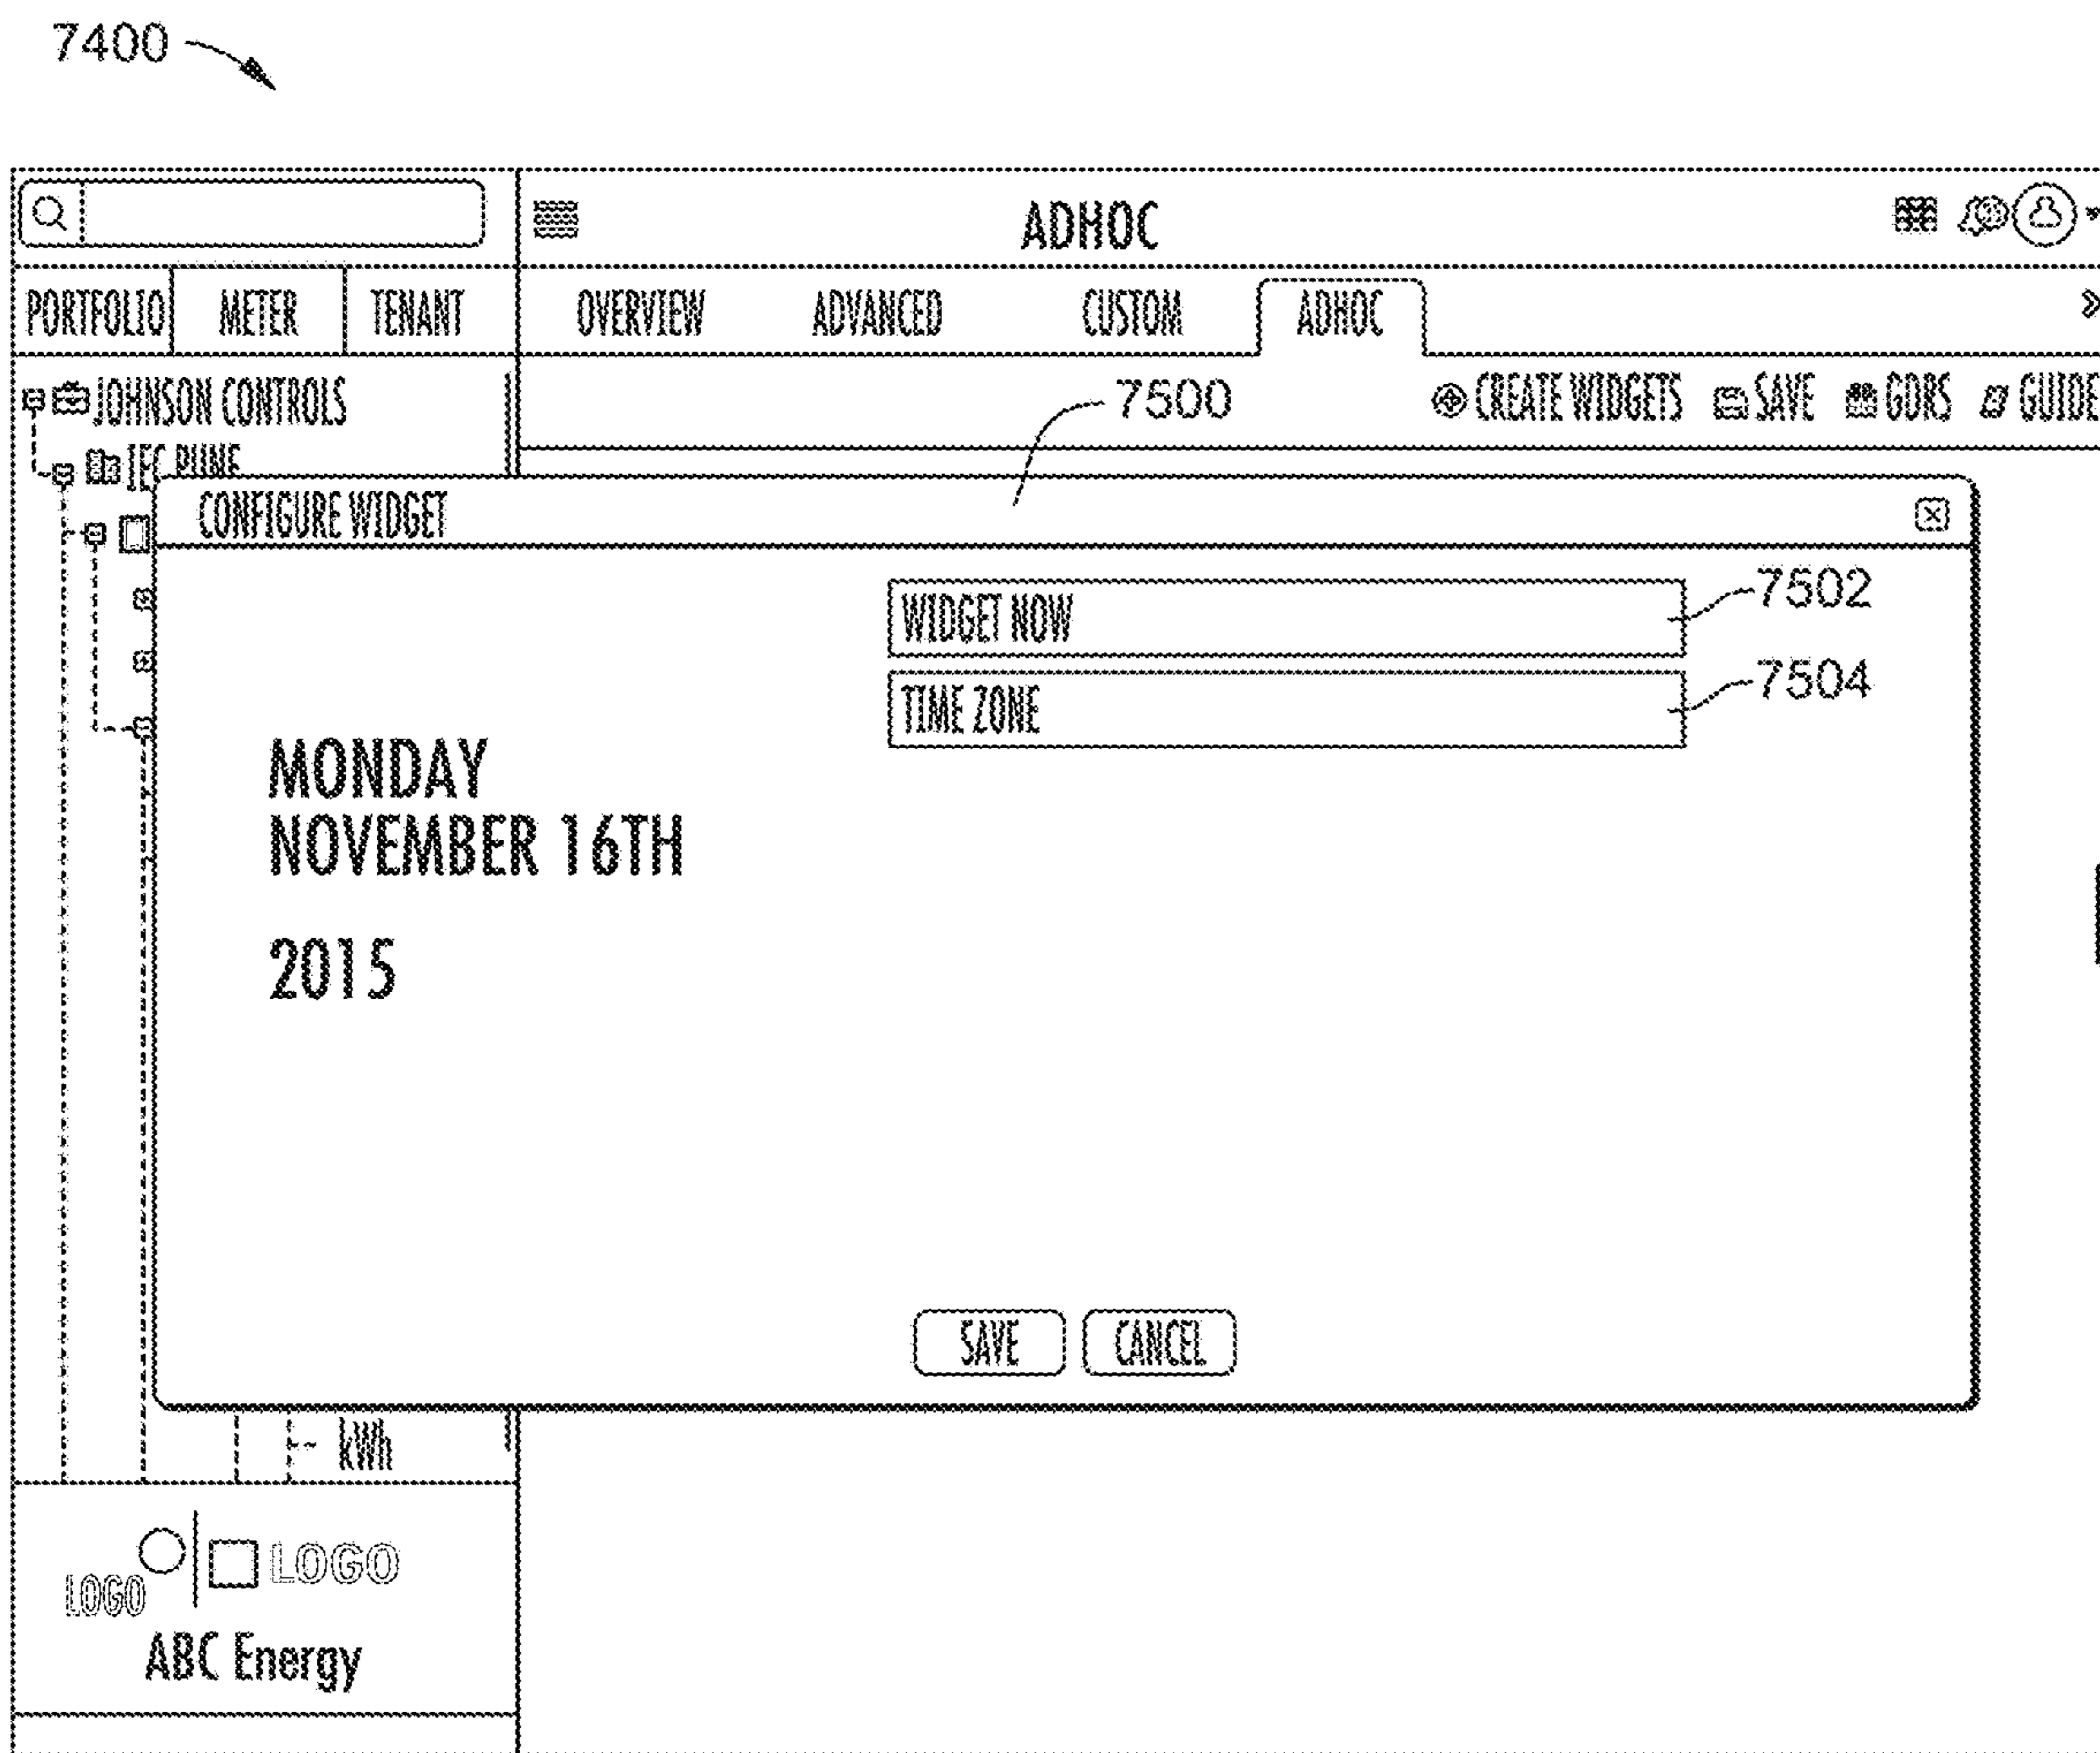 7400
ADHOC
PORTFOLIO METER TENANT OVERVIEW ADVANCED CUSTOM ADHOC »
JOHNSON CONTROLS 7500 CREATE WIDGETS SAVE GDRS GUIDE
CONFIGURE WIDGET
WIDGET NOW 7502
TIME ZONE 7504
MONDAY
NOVEMBER 16TH
2015
SAVE CANCEL
kWh
LOGO LOGO
ABC Energy